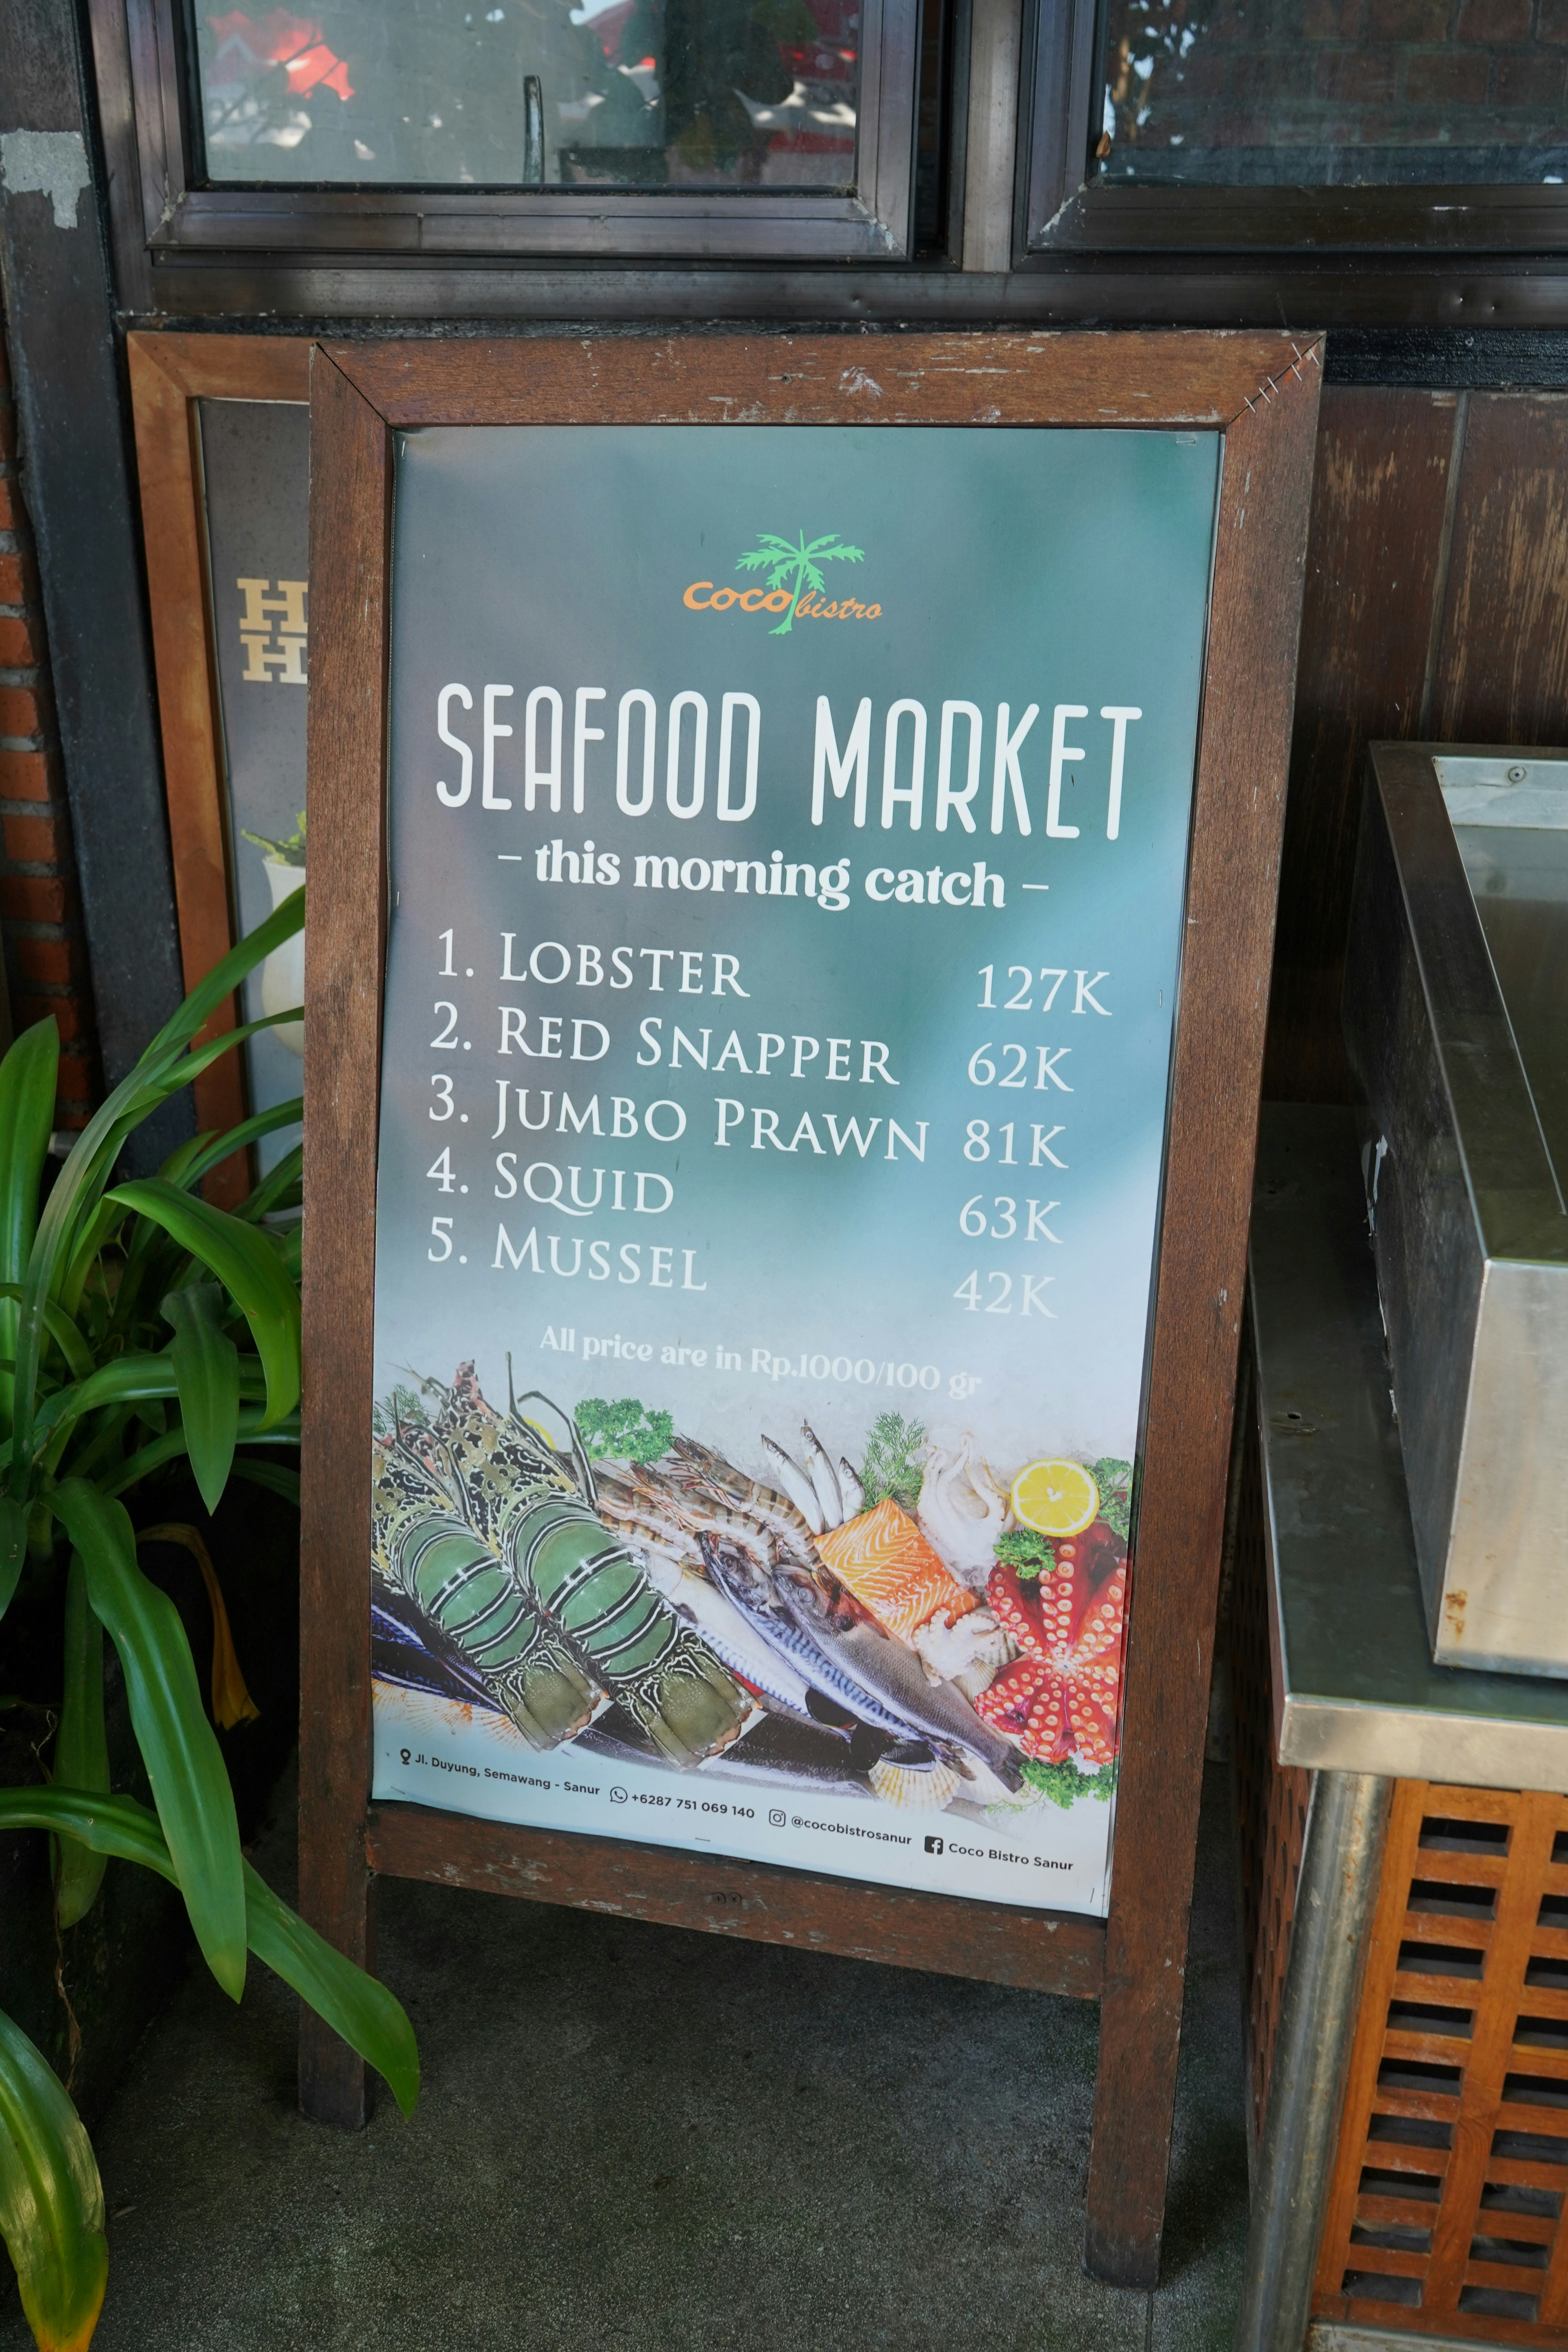 H
H
Coco bistro
SEAFOOD MARKET
- this morning catch -
1. LOBSTER 127K
2. RED SNAPPER 62K
3. JUMBO PRAWN 81K
4. SQUID 63K
5. MUSSEL 42K
All price are in Rp.1000/100 gr
Jl. Duyung, Semawang - Sanur +6287 751 069 140 @cocobistrosanur Coco Bistro Sanur